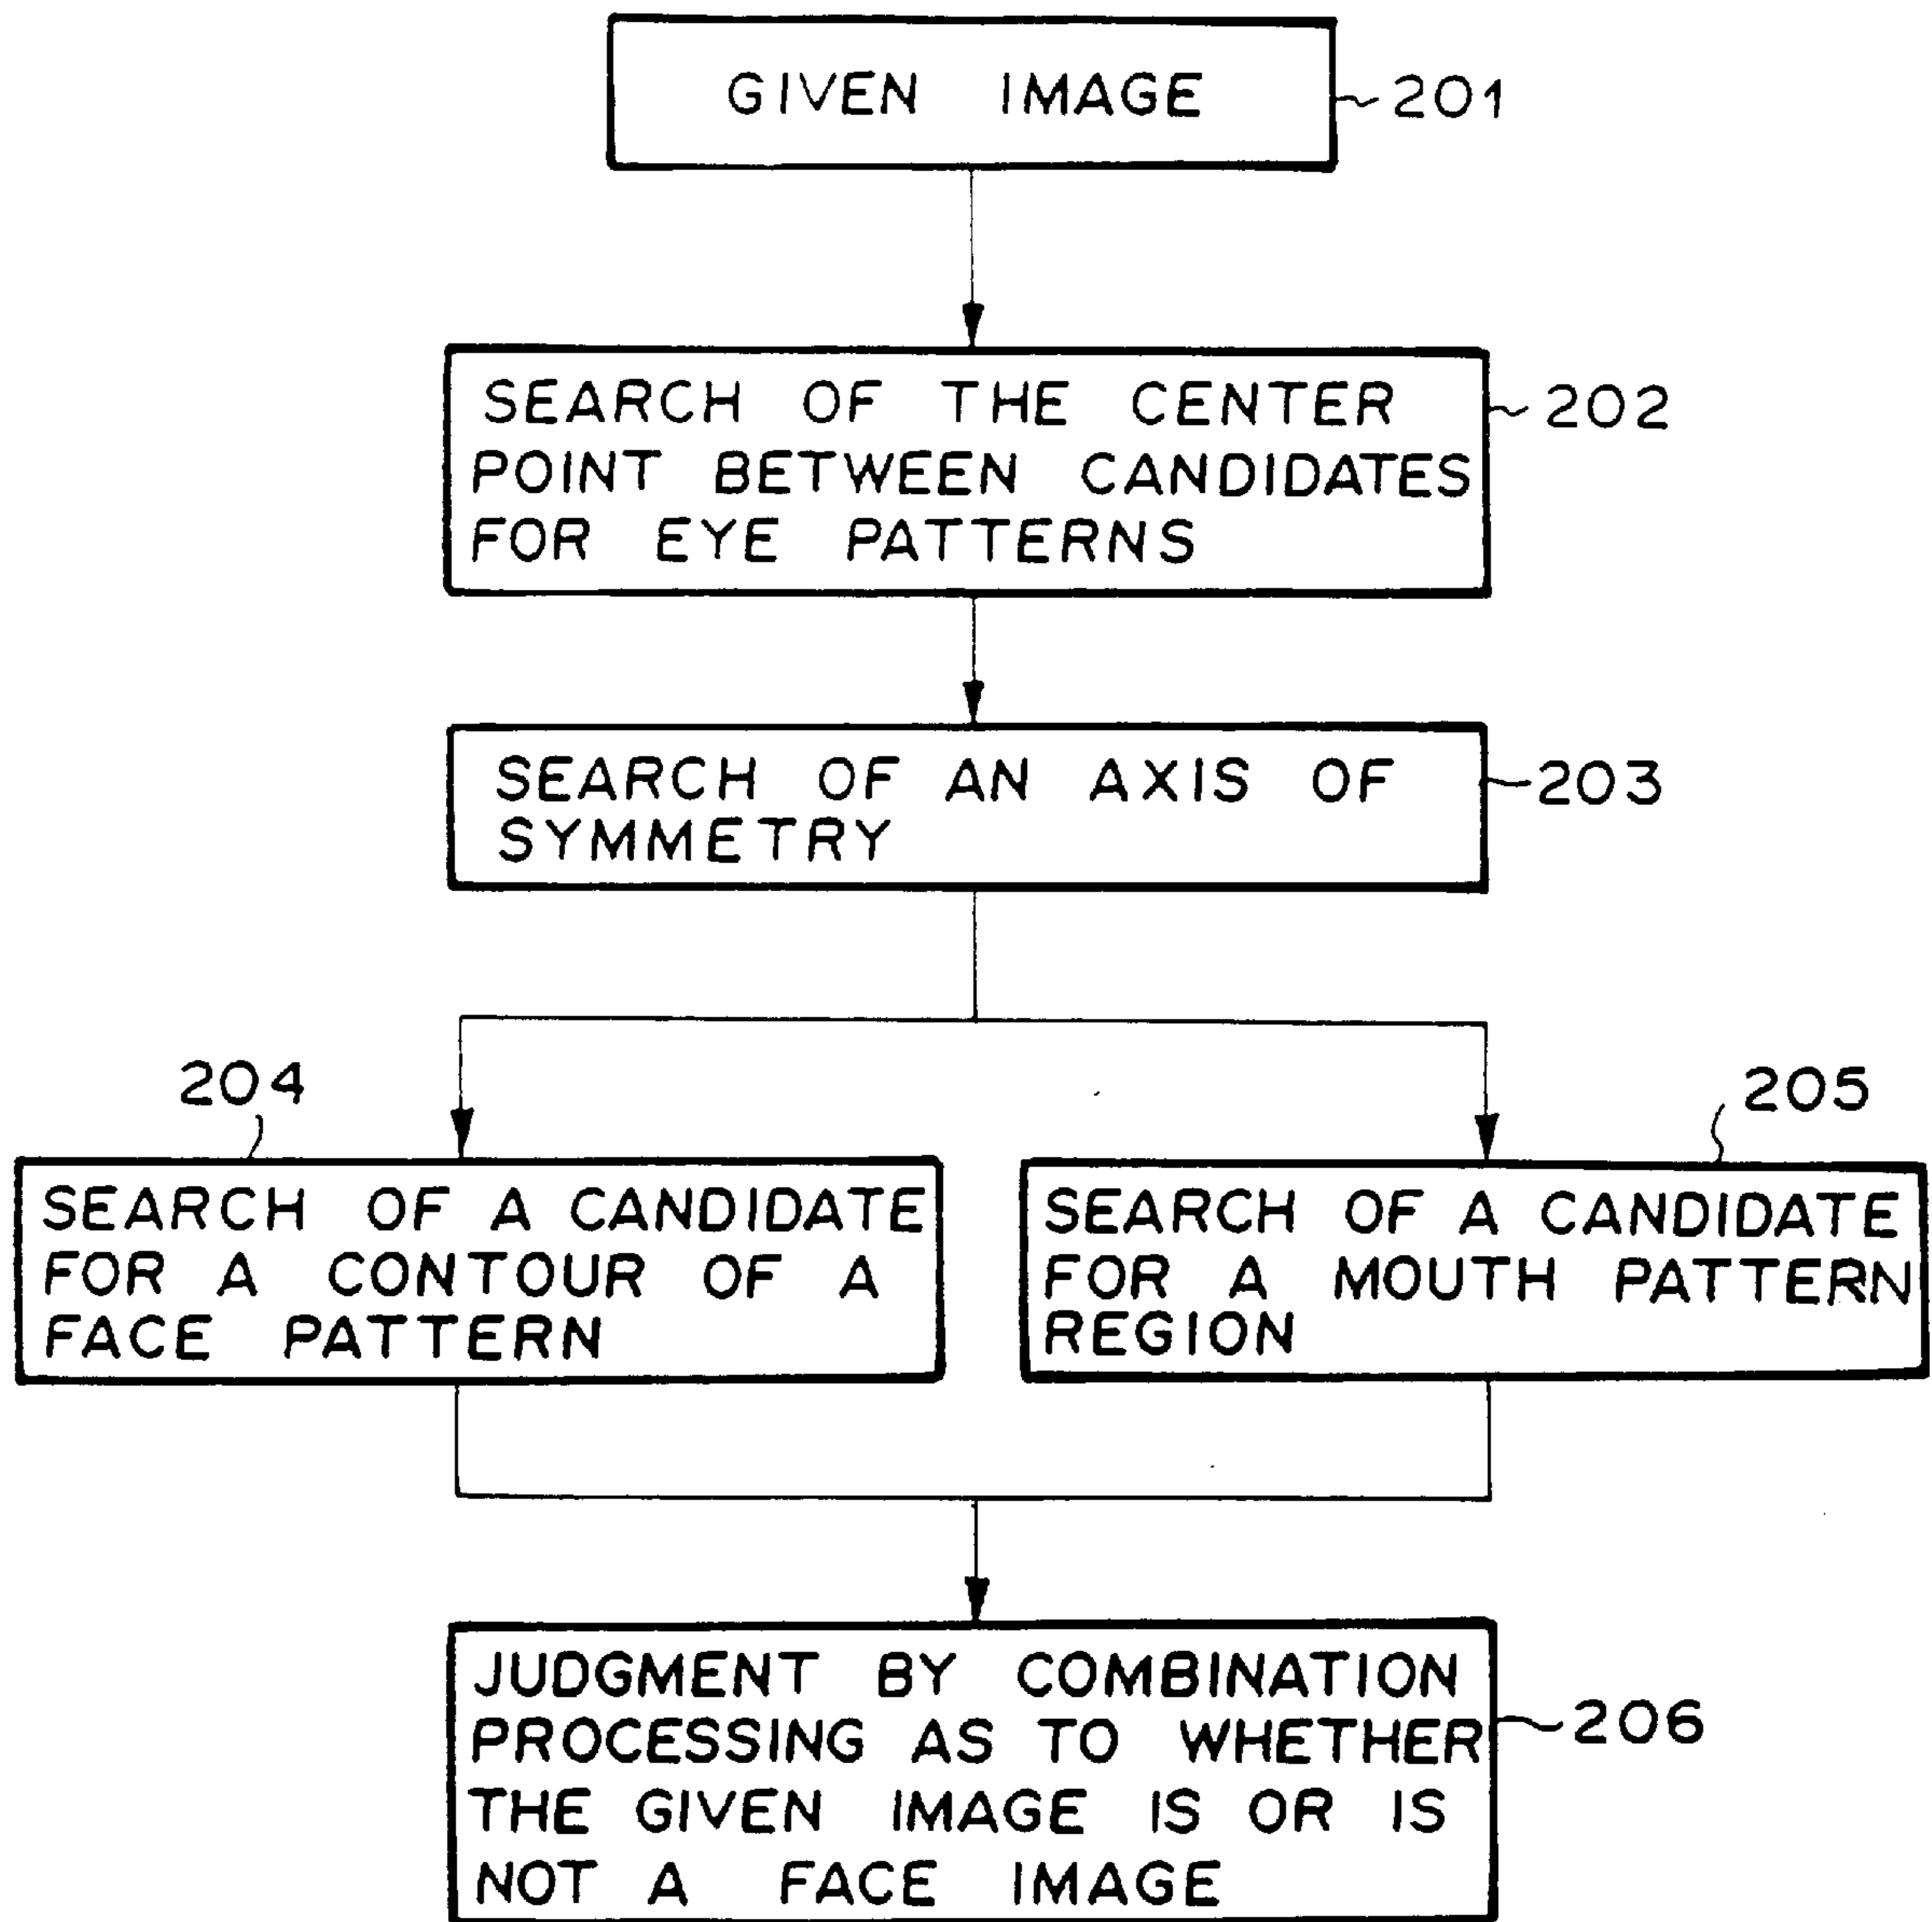 GIVEN IMAGE
201
SEARCH OF THE CENTER
POINT BETWEEN CANDIDATES
FOR EYE PATTERNS
202
SEARCH OF AN AXIS OF
SYMMETRY
203
204
SEARCH OF A CANDIDATE
FOR A CONTOUR OF A
FACE PATTERN
205
SEARCH OF A CANDIDATE
FOR A MOUTH PATTERN
REGION
JUDGMENT BY COMBINATION
PROCESSING AS TO WHETHER
THE GIVEN IMAGE IS OR IS
NOT A FACE IMAGE
206